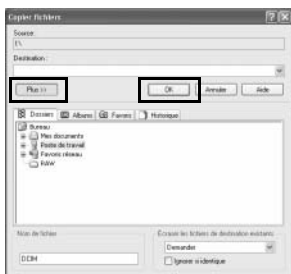 Copier fichiers
Source:
E:\
Destination :
Plus >>
OK
Annuler
Aide
Dossiers
Albums
Favoris
Historique
Bureau
Mes documents
Poste de travail
Favoris réseau
RAW
Nom de fichier
DCIM
Écraser les fichiers de destination existants
Demander
Ignorer si identique